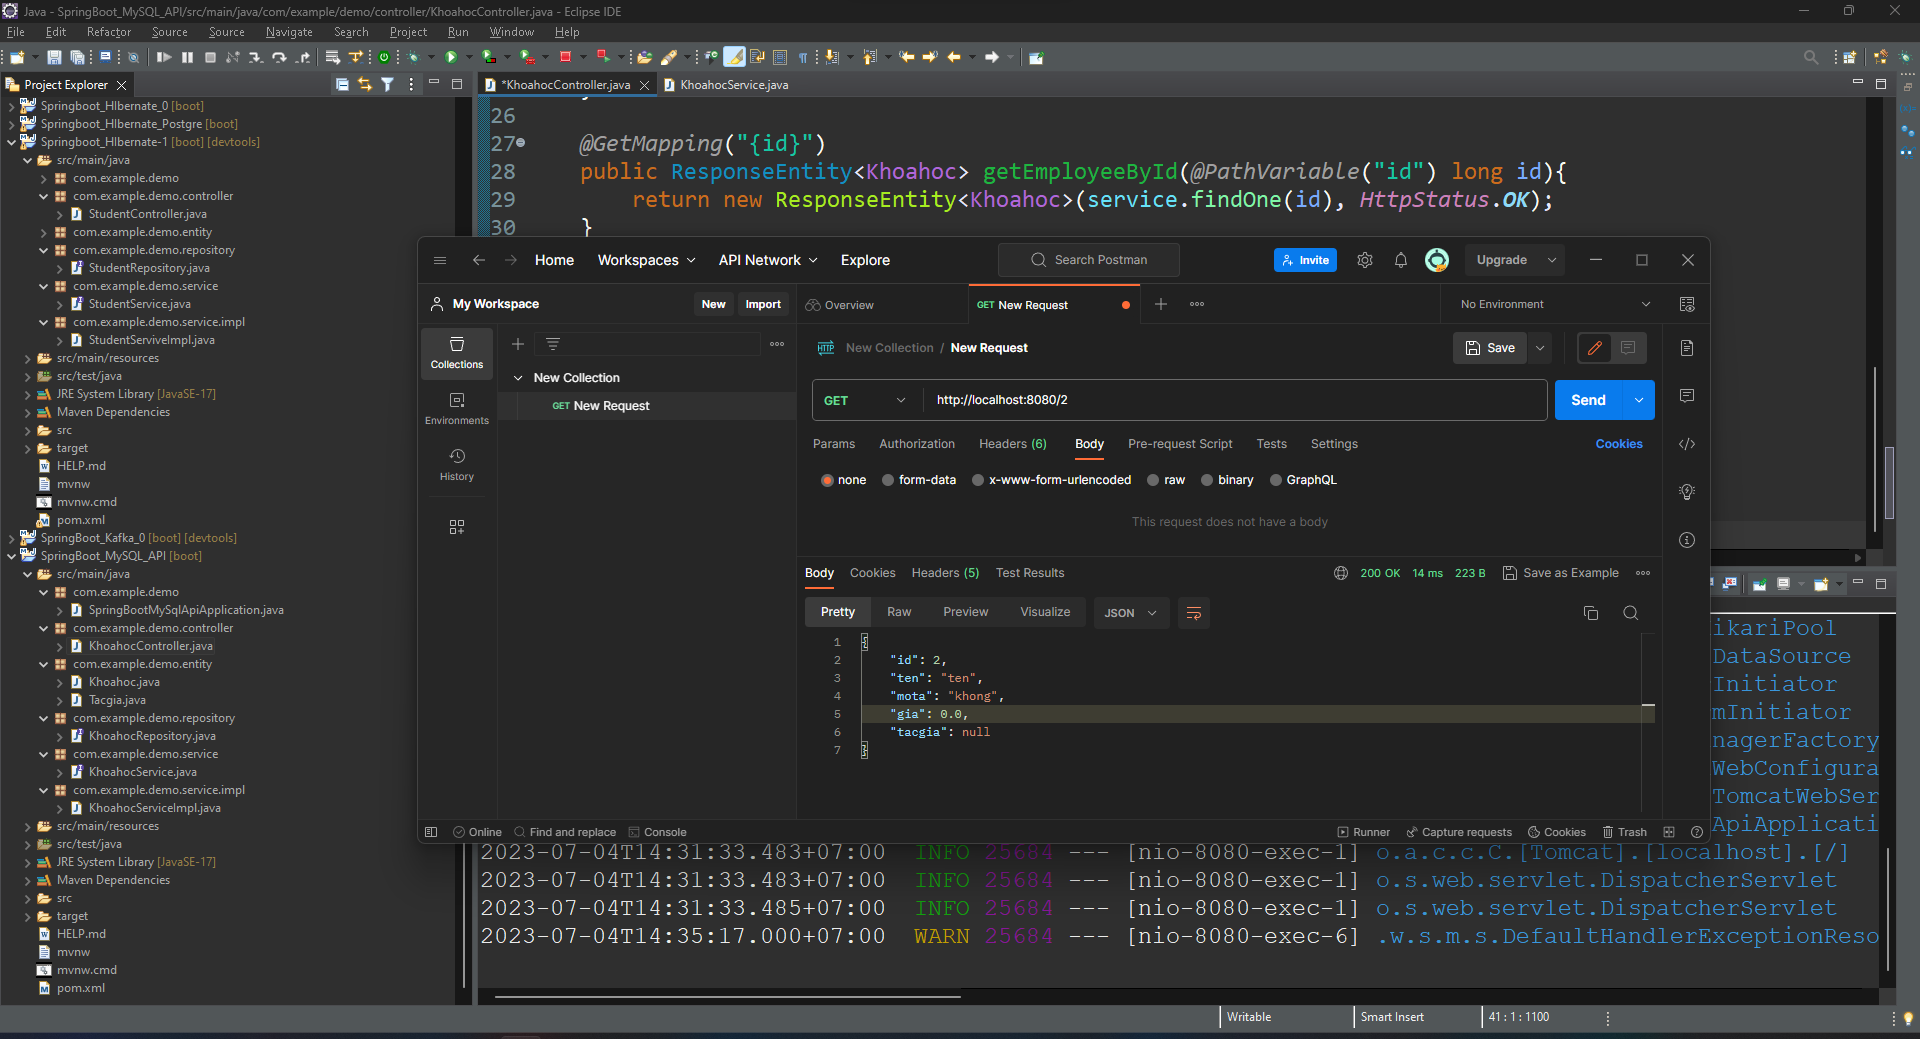 Java - SpringBoot_MySQL_API/src/main/java/com/example/demo/controller/KhoahocController.java - Eclipse IDE
File Edit Refactor Source Source Navigate Search Project Run Window Help
Project Explorer
*KhoahocController.java
KhoahocService.java
Springboot_HIbernate_0 [boot]
Springboot_HIbernate_Postgre [boot]
Springboot_HIbernate-1 [boot] [devtools]
src/main/java
com.example.demo
com.example.demo.controller
StudentController.java
com.example.demo.entity
com.example.demo.repository
StudentRepository.java
com.example.demo.service
StudentService.java
com.example.demo.service.impl
StudentServiveImpl.java
src/main/resources
src/test/java
JRE System Library [JavaSE-17]
Maven Dependencies
src
target
HELP.md
mvnw
mvnw.cmd
pom.xml
SpringBoot_Kafka_0 [boot] [devtools]
SpringBoot_MySQL_API [boot]
src/main/java
com.example.demo
SpringBootMySqlApiApplication.java
com.example.demo.controller
KhoahocController.java
com.example.demo.entity
Khoahoc.java
Tacgia.java
com.example.demo.repository
KhoahocRepository.java
com.example.demo.service
KhoahocService.java
com.example.demo.service.impl
KhoahocServiceImpl.java
src/main/resources
src/test/java
JRE System Library [JavaSE-17]
Maven Dependencies
src
target
HELP.md
mvnw
mvnw.cmd
pom.xml
26
27 @GetMapping("{id}")
28 public ResponseEntity<Khoahoc> getEmployeeById(@PathVariable("id") long id){
29 return new ResponseEntity<Khoahoc>(service.findOne(id), HttpStatus.OK);
30 }
Home Workspaces API Network Explore Search Postman Invite Upgrade
My Workspace New Import Overview GET New Request No Environment
Collections
Environments
History
New Collection
GET New Request
HTTP New Collection / New Request Save
GET http://localhost:8080/2 Send
Params Authorization Headers (6) Body Pre-request Script Tests Settings Cookies
none form-data x-www-form-urlencoded raw binary GraphQL
This request does not have a body
Body Cookies Headers (5) Test Results 200 OK 14 ms 223 B Save as Example
Pretty Raw Preview Visualize JSON
1 {
2 "id": 2,
3 "ten": "ten",
4 "mota": "khong",
5 "gia": 0.0,
6 "tacgia": null
7 }
Online Find and replace Console Runner Capture requests Cookies Trash
ikariPool
DataSource
Initiator
mInitiator
nagerFactory
WebConfigura
TomcatWebSer
ApiApplicati
2023-07-04T14:31:33.483+07:00 INFO 25684 --- [nio-8080-exec-1] o.a.c.c.C.[Tomcat].[localhost].[/]
2023-07-04T14:31:33.483+07:00 INFO 25684 --- [nio-8080-exec-1] o.s.web.servlet.DispatcherServlet
2023-07-04T14:31:33.485+07:00 INFO 25684 --- [nio-8080-exec-1] o.s.web.servlet.DispatcherServlet
2023-07-04T14:35:17.000+07:00 WARN 25684 --- [nio-8080-exec-6] .w.s.m.s.DefaultHandlerExceptionReso
Writable Smart Insert 41 : 1 : 1100